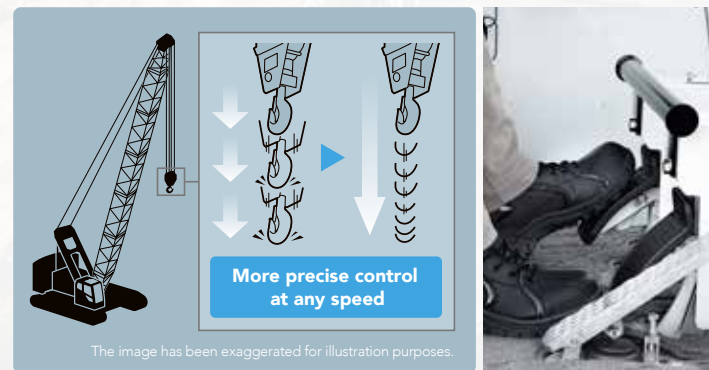 More precise control
at any speed
The image has been exaggerated for illustration purposes.